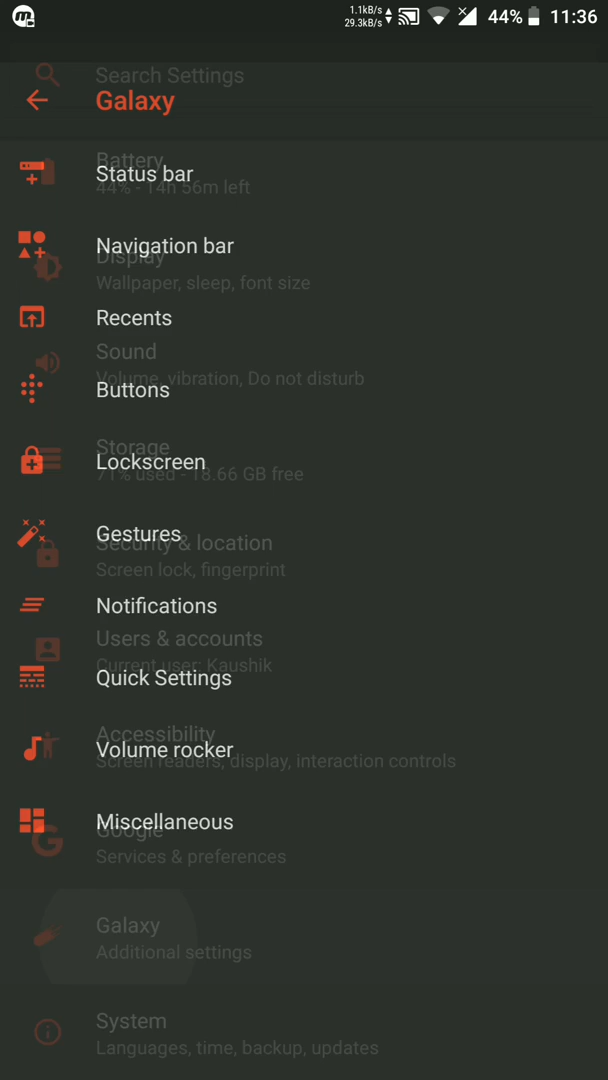 1.1kB/s
29.3kB/s
44%
11:36
Search Settings
Galaxy
Battery
Status bar
44% - 14h 56m left
Navigation bar
Display
Wallpaper, sleep, font size
Recents
Sound
Volume, vibration, Do not disturb
Buttons
Storage
Lockscreen
71% used - 18.66 GB free
Gestures
Security & location
Screen lock, fingerprint
Notifications
Users & accounts
Current user: Kaushik
Quick Settings
Accessibility
Volume rocker
Screen readers, display, interaction controls
Miscellaneous
Google
Services & preferences
Galaxy
Additional settings
System
Languages, time, backup, updates